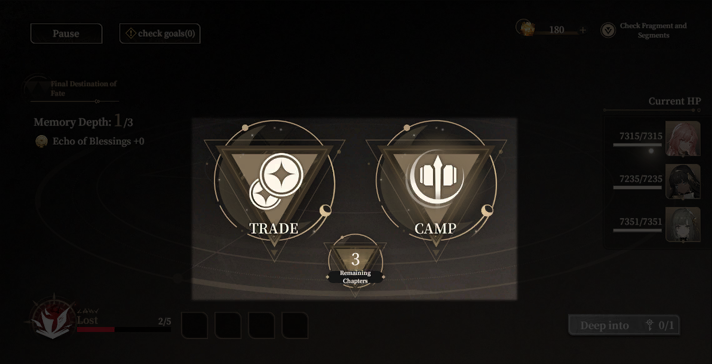 Pause
check goals(0)
180
Check Fragment and
Segments
Final Destination of
Fate
Memory Depth: 1/3
Echo of Blessings +0
Current HP
7315/7315
7235/7235
7351/7351
TRADE
CAMP
3
Remaining
Chapters
Lost
2/5
Deep into
0/1